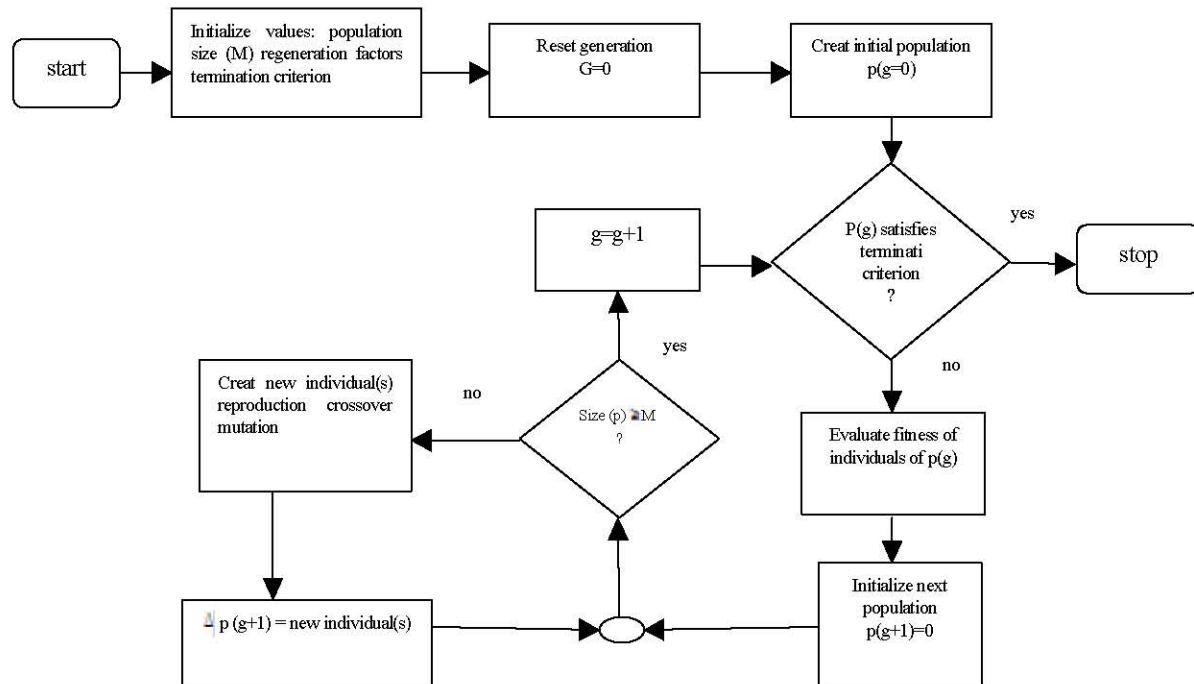 start
Initialize values: population
size (M) regeneration factors
termination criterion
Reset generation
G=0
Creat initial population
p(g=0)
P(g) satisfies
terminati
criterion
?
yes
stop
no
Evaluate fitness of
individuals of p(g)
Initialize next
population
p(g+1)=0
Size (p) M
?
yes
g=g+1
no
Creat new individual(s)
reproduction crossover
mutation
p (g+1) = new individual(s)